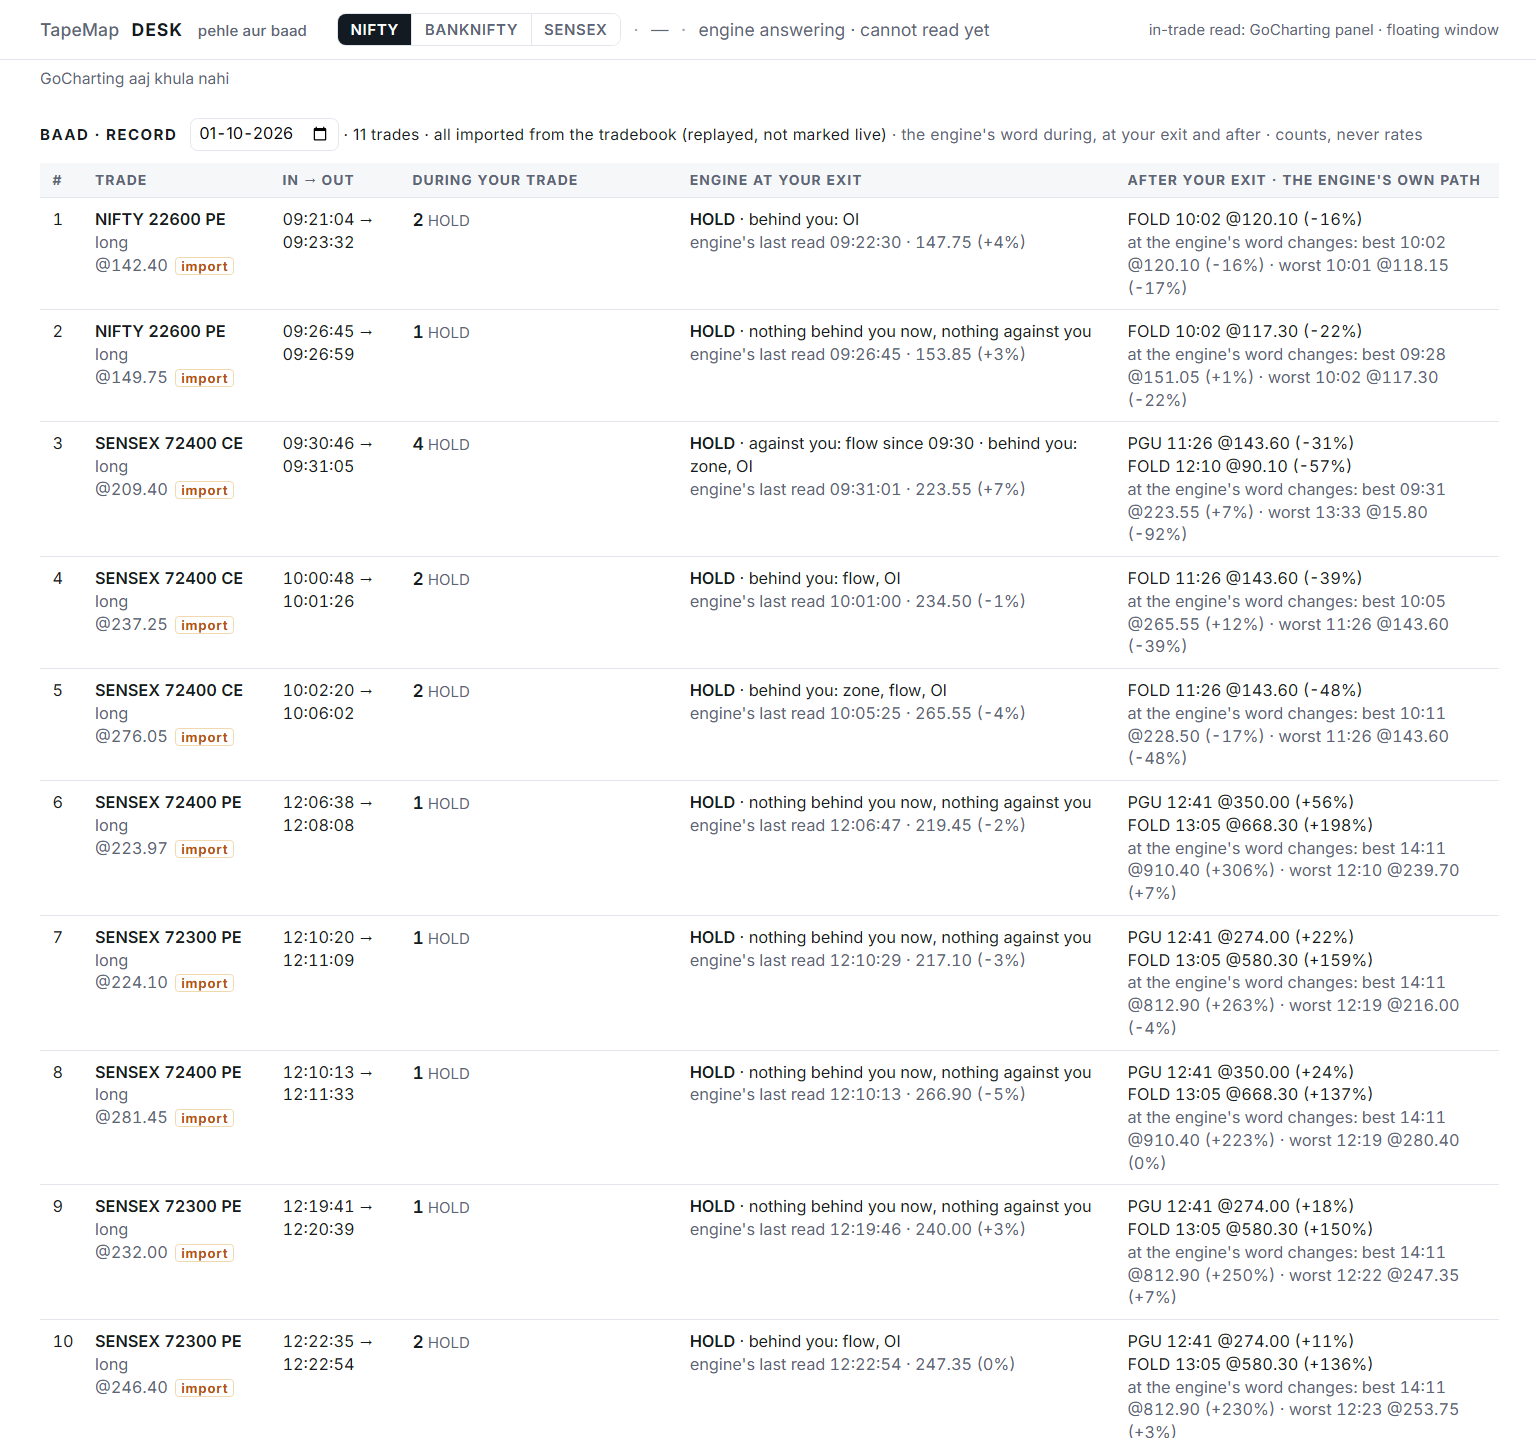 TapeMap DESK pehle aur baad NIFTY BANKNIFTY SENSEX · — · engine answering · cannot read yet in-trade read: GoCharting panel · floating window
GoCharting aaj khula nahi
BAAD · RECORD 01-10-2026 · 11 trades · all imported from the tradebook (replayed, not marked live) · the engine's word during, at your exit and after · counts, never rates
# TRADE IN → OUT DURING YOUR TRADE ENGINE AT YOUR EXIT AFTER YOUR EXIT · THE ENGINE'S OWN PATH
1 NIFTY 22600 PE 09:21:04 → 2 HOLD HOLD · behind you: OI FOLD 10:02 @120.10 (-16%)
long 09:23:32 engine's last read 09:22:30 · 147.75 (+4%) at the engine's word changes: best 10:02
@142.40 import @120.10 (-16%) · worst 10:01 @118.15
(-17%)
2 NIFTY 22600 PE 09:26:45 → 1 HOLD HOLD · nothing behind you now, nothing against you FOLD 10:02 @117.30 (-22%)
long 09:26:59 engine's last read 09:26:45 · 153.85 (+3%) at the engine's word changes: best 09:28
@149.75 import @151.05 (+1%) · worst 10:02 @117.30
(-22%)
3 SENSEX 72400 CE 09:30:46 → 4 HOLD HOLD · against you: flow since 09:30 · behind you: PGU 11:26 @143.60 (-31%)
long 09:31:05 zone, OI FOLD 12:10 @90.10 (-57%)
@209.40 import engine's last read 09:31:01 · 223.55 (+7%) at the engine's word changes: best 09:31
@223.55 (+7%) · worst 13:33 @15.80
(-92%)
4 SENSEX 72400 CE 10:00:48 → 2 HOLD HOLD · behind you: flow, OI FOLD 11:26 @143.60 (-39%)
long 10:01:26 engine's last read 10:01:00 · 234.50 (-1%) at the engine's word changes: best 10:05
@237.25 import @265.55 (+12%) · worst 11:26 @143.60
(-39%)
5 SENSEX 72400 CE 10:02:20 → 2 HOLD HOLD · behind you: zone, flow, OI FOLD 11:26 @143.60 (-48%)
long 10:06:02 engine's last read 10:05:25 · 265.55 (-4%) at the engine's word changes: best 10:11
@276.05 import @228.50 (-17%) · worst 11:26 @143.60
(-48%)
6 SENSEX 72400 PE 12:06:38 → 1 HOLD HOLD · nothing behind you now, nothing against you PGU 12:41 @350.00 (+56%)
long 12:08:08 engine's last read 12:06:47 · 219.45 (-2%) FOLD 13:05 @668.30 (+198%)
@223.97 import at the engine's word changes: best 14:11
@910.40 (+306%) · worst 12:10 @239.70
(+7%)
7 SENSEX 72300 PE 12:10:20 → 1 HOLD HOLD · nothing behind you now, nothing against you PGU 12:41 @274.00 (+22%)
long 12:11:09 engine's last read 12:10:29 · 217.10 (-3%) FOLD 13:05 @580.30 (+159%)
@224.10 import at the engine's word changes: best 14:11
@812.90 (+263%) · worst 12:19 @216.00
(-4%)
8 SENSEX 72400 PE 12:10:13 → 1 HOLD HOLD · nothing behind you now, nothing against you PGU 12:41 @350.00 (+24%)
long 12:11:33 engine's last read 12:10:13 · 266.90 (-5%) FOLD 13:05 @668.30 (+137%)
@281.45 import at the engine's word changes: best 14:11
@910.40 (+223%) · worst 12:19 @280.40
(0%)
9 SENSEX 72300 PE 12:19:41 → 1 HOLD HOLD · nothing behind you now, nothing against you PGU 12:41 @274.00 (+18%)
long 12:20:39 engine's last read 12:19:46 · 240.00 (+3%) FOLD 13:05 @580.30 (+150%)
@232.00 import at the engine's word changes: best 14:11
@812.90 (+250%) · worst 12:22 @247.35
(+7%)
10 SENSEX 72300 PE 12:22:35 → 2 HOLD HOLD · behind you: flow, OI PGU 12:41 @274.00 (+11%)
long 12:22:54 engine's last read 12:22:54 · 247.35 (0%) FOLD 13:05 @580.30 (+136%)
@246.40 import at the engine's word changes: best 14:11
@812.90 (+230%) · worst 12:23 @253.75
(+3%)